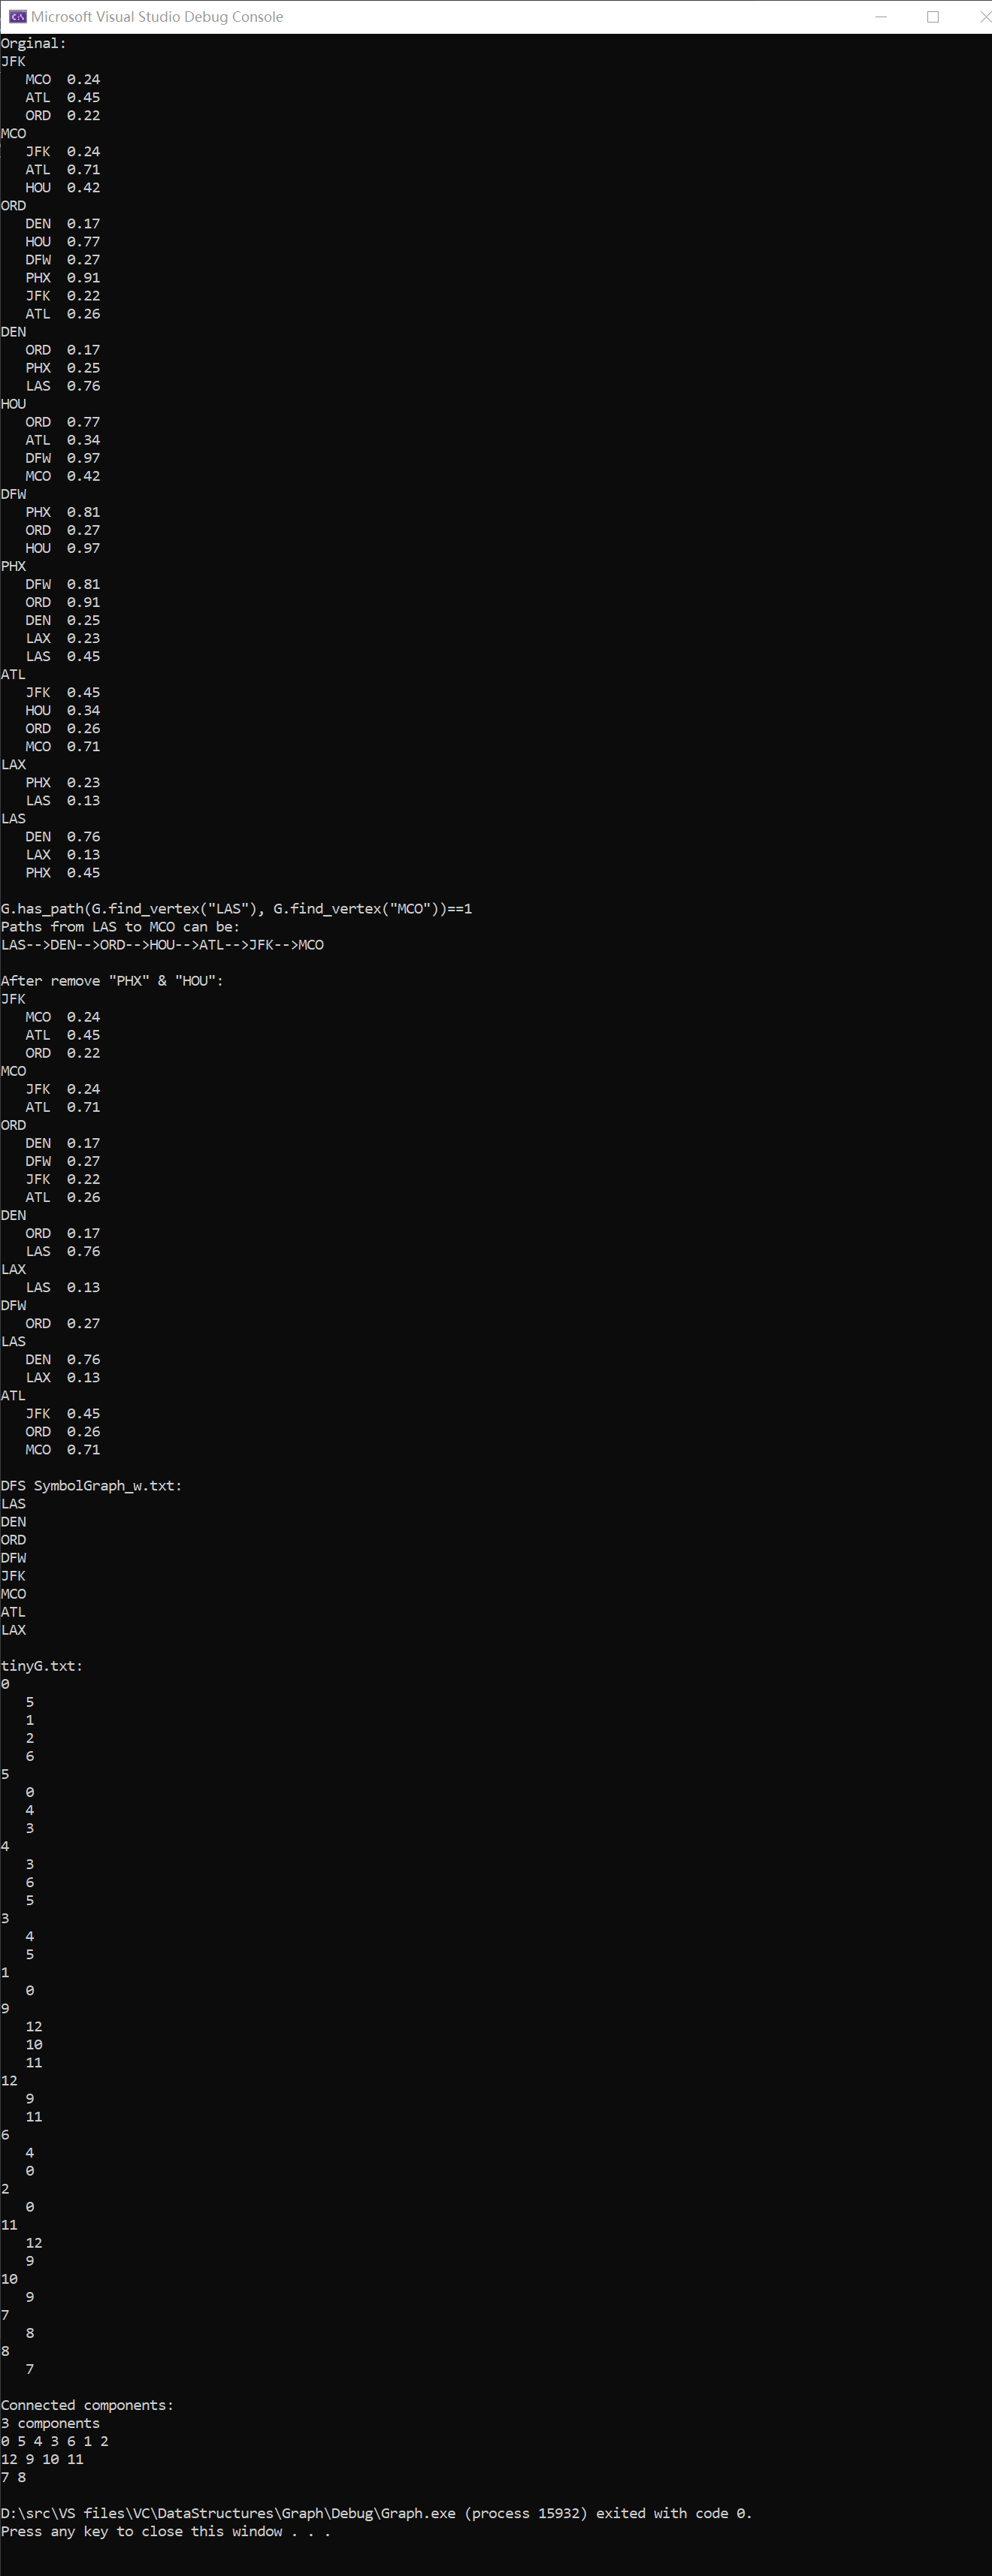 Microsoft Visual Studio Debug Console
Orginal:
JFK
   MCO  0.24
   ATL  0.45
   ORD  0.22
MCO
   JFK  0.24
   ATL  0.71
   HOU  0.42
ORD
   DEN  0.17
   HOU  0.77
   DFW  0.27
   PHX  0.91
   JFK  0.22
   ATL  0.26
DEN
   ORD  0.17
   PHX  0.25
   LAS  0.76
HOU
   ORD  0.77
   ATL  0.34
   DFW  0.97
   MCO  0.42
DFW
   PHX  0.81
   ORD  0.27
   HOU  0.97
PHX
   DFW  0.81
   ORD  0.91
   DEN  0.25
   LAX  0.23
   LAS  0.45
ATL
   JFK  0.45
   HOU  0.34
   ORD  0.26
   MCO  0.71
LAX
   PHX  0.23
   LAS  0.13
LAS
   DEN  0.76
   LAX  0.13
   PHX  0.45

G.has_path(G.find_vertex("LAS"), G.find_vertex("MCO"))==1
Paths from LAS to MCO can be:
LAS-->DEN-->ORD-->HOU-->ATL-->JFK-->MCO

After remove "PHX" & "HOU":
JFK
   MCO  0.24
   ATL  0.45
   ORD  0.22
MCO
   JFK  0.24
   ATL  0.71
ORD
   DEN  0.17
   DFW  0.27
   JFK  0.22
   ATL  0.26
DEN
   ORD  0.17
   LAS  0.76
LAX
   LAS  0.13
DFW
   ORD  0.27
LAS
   DEN  0.76
   LAX  0.13
ATL
   JFK  0.45
   ORD  0.26
   MCO  0.71

DFS SymbolGraph_w.txt:
LAS
DEN
ORD
DFW
JFK
MCO
ATL
LAX

tinyG.txt:
0
   5
   1
   2
   6
5
   0
   4
   3
4
   3
   6
   5
3
   4
   5
1
   0
9
   12
   10
   11
12
   9
   11
6
   4
   0
2
   0
11
   12
   9
10
   9
7
   8
8
   7

Connected components:
3 components
0 5 4 3 6 1 2
12 9 10 11
7 8

D:\src\VS files\VC\DataStructures\Graph\Debug\Graph.exe (process 15932) exited with code 0.
Press any key to close this window . . .